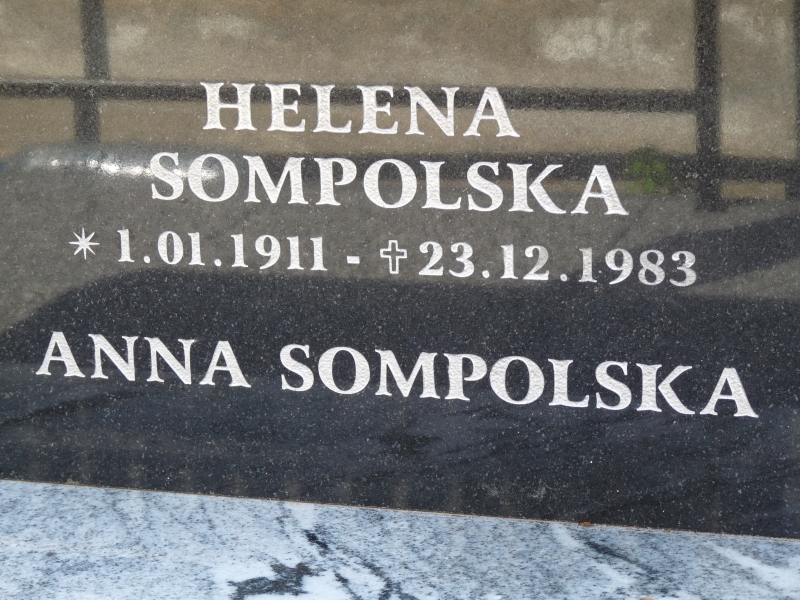 HELENA
SOMPOLSKA
* 1.01.1911 - ✝ 23.12.1983
ANNA SOMPOLSKA